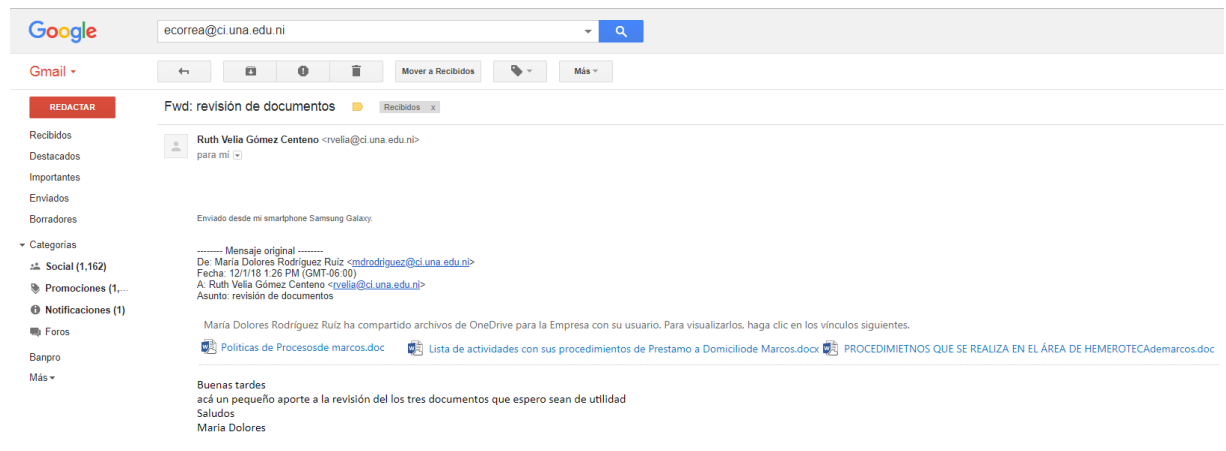 Google
ecorrea@ci.una.edu.ni
Gmail
Mover a Recibidos
Más
REDACTAR
Fwd: revisión de documentos
Recibidos x
Recibidos
Destacados
Importantes
Enviados
Borradores
Categorías
Social (1,162)
Promociones (1,...
Notificaciones (1)
Foros
Banpro
Más
Ruth Velia Gómez Centeno <rvelia@ci.una.edu.ni>
para mí
Enviado desde mi smartphone Samsung Galaxy.
-------- Mensaje original --------
De: María Dolores Rodríguez Ruíz <mdrodriguez@ci.una.edu.ni>
Fecha: 12/1/18 1:26 PM (GMT-06:00)
A: Ruth Velia Gómez Centeno <rvelia@ci.una.edu.ni>
Asunto: revisión de documentos
María Dolores Rodríguez Ruíz ha compartido archivos de OneDrive para la Empresa con su usuario. Para visualizarlos, haga clic en los vínculos siguientes.
Politicas de Procesosde marcos.doc
Lista de actividades con sus procedimientos de Prestamo a Domiciliode Marcos.docx
PROCEDIMIETNOS QUE SE REALIZA EN EL ÁREA DE HEMEROTECAdemarcos.doc
Buenas tardes
acá un pequeño aporte a la revisión del los tres documentos que espero sean de utilidad
Saludos
Maria Dolores